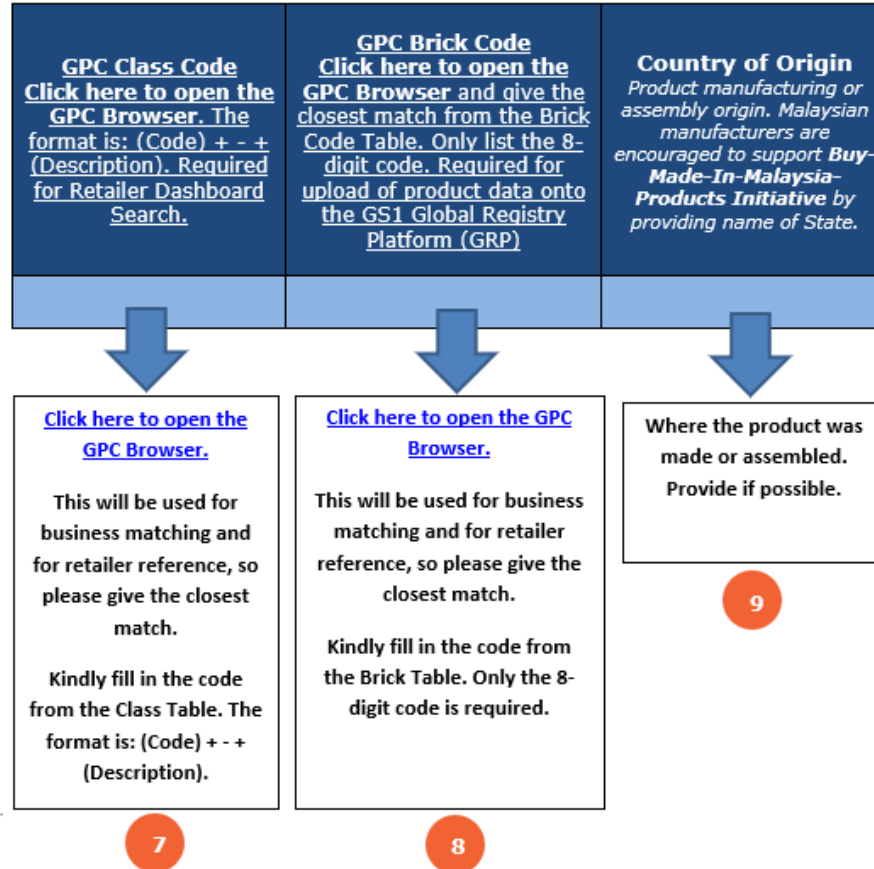 GPC Class Code
Click here to open the
GPC Browser. The
format is: (Code) + - +
(Description). Required
for Retailer Dashboard
Search.
GPC Brick Code
Click here to open the
GPC Browser and give the
closest match from the Brick
Code Table. Only list the 8-
digit code. Required for
upload of product data onto
the GS1 Global Registry
Platform (GRP)
Country of Origin
Product manufacturing or
assembly origin. Malaysian
manufacturers are
encouraged to support Buy-
Made-In-Malaysia-
Products Initiative by
providing name of State.
Click here to open the
GPC Browser.
This will be used for
business matching and
for retailer reference, so
please give the closest
match.
Kindly fill in the code
from the Class Table. The
format is: (Code) + - +
(Description).
7
Click here to open the GPC
Browser.
This will be used for business
matching and for retailer
reference, so please give the
closest match.
Kindly fill in the code from
the Brick Table. Only the 8-
digit code is required.
8
Where the product was
made or assembled.
Provide if possible.
9